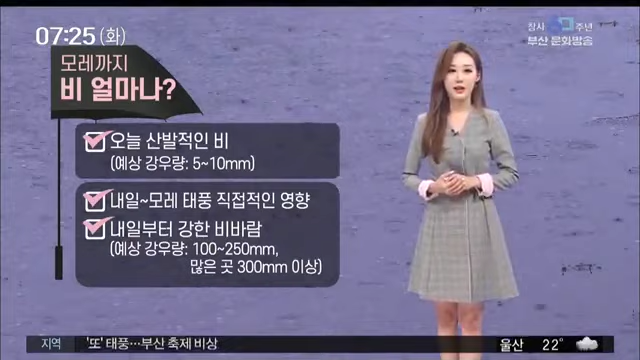 07:25 (화)
창사 60주년
부산 문화방송
모레까지
비 얼마나?
오늘 산발적인 비
(예상 강우량: 5~10mm)
내일~모레 태풍 직접적인 영향
내일부터 강한 비바람
(예상 강우량: 100~250mm,
많은 곳 300mm 이상)
지역 '또' 태풍…부산 축제 비상 울산 22°